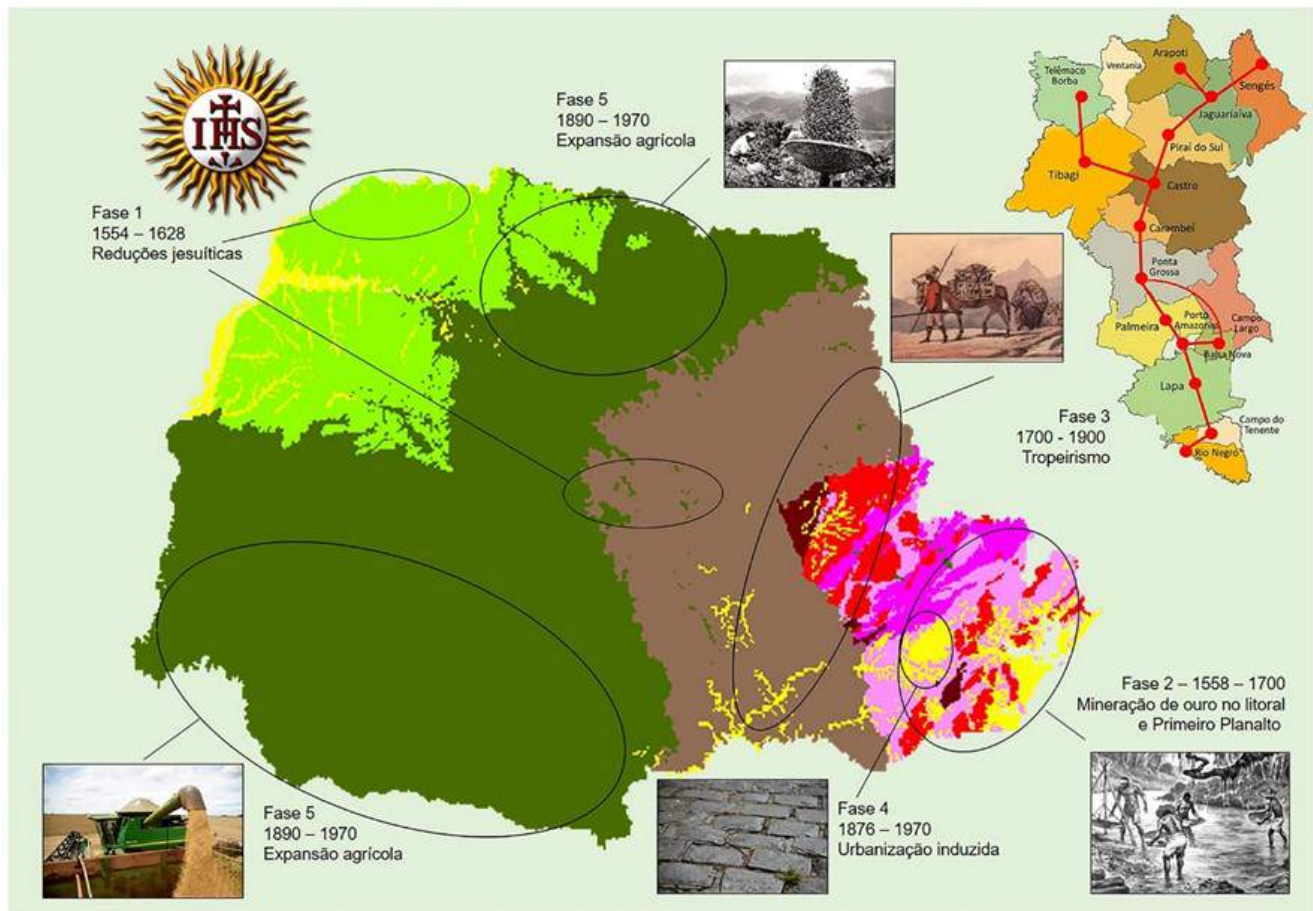 IHS
Fase 1
1554 – 1628
Reduções jesuíticas
Fase 5
1890 – 1970
Expansão agrícola
Fase 3
1700 - 1900
Tropeirismo
Fase 2 – 1558 – 1700
Mineração de ouro no litoral
e Primeiro Planalto
Fase 4
1876 – 1970
Urbanização induzida
Fase 5
1890 – 1970
Expansão agrícola
Arapoti
Ventania
Telêmaco
Borba
Sengés
Jaguariaíva
Piraí do Sul
Tibagi
Castro
Carambeí
Ponta
Grossa
Palmeira
Porto
Amazonas
Campo
Largo
Balsa Nova
Lapa
Campo do
Tenente
Rio Negro